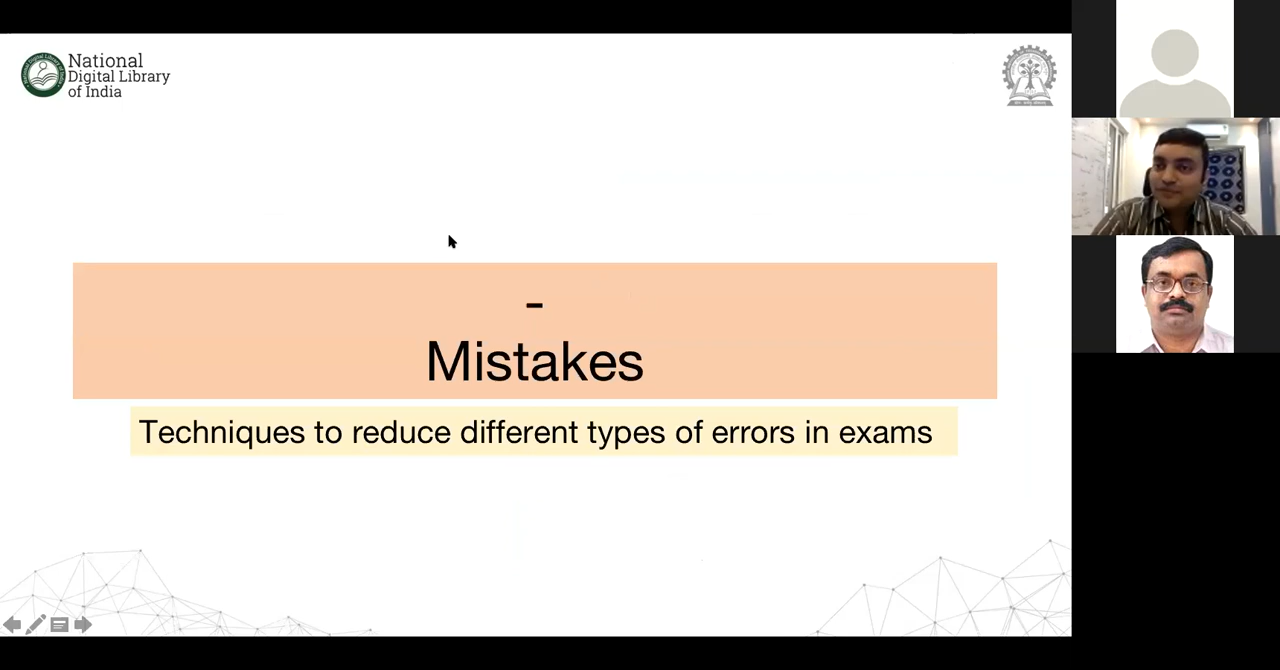 National
Digital Library
of India
-
Mistakes
Techniques to reduce different types of errors in exams